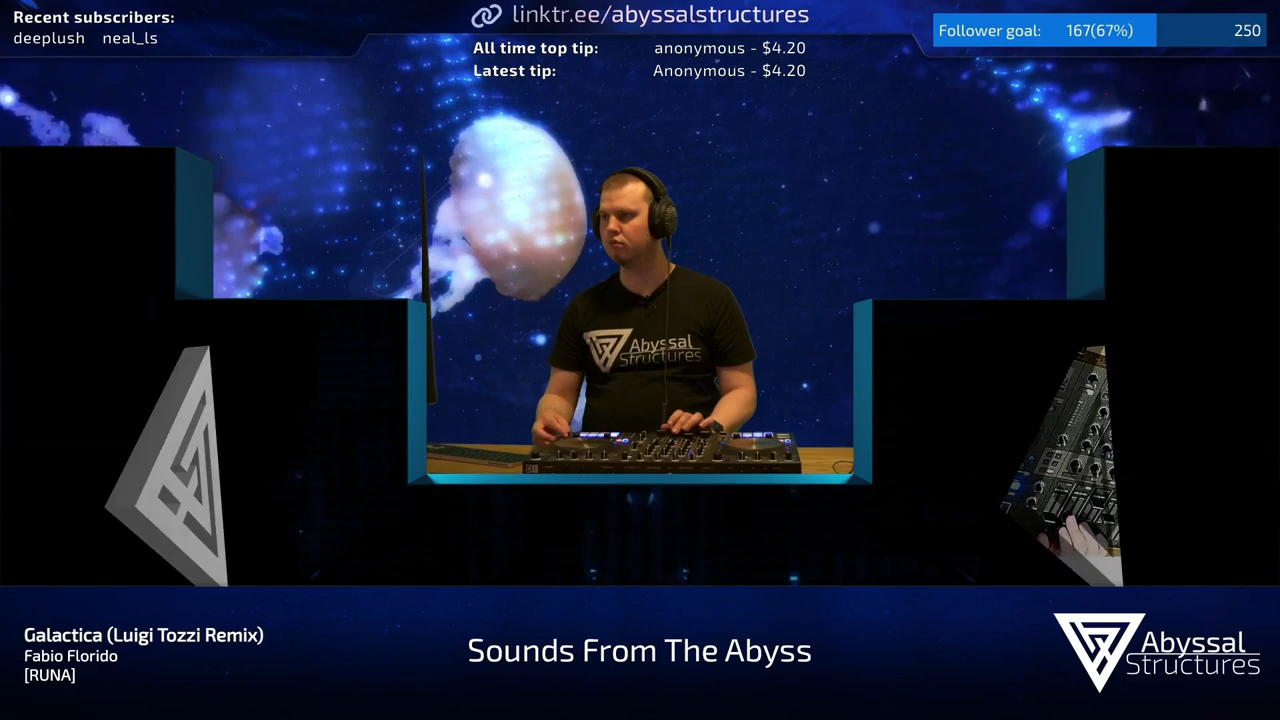 Recent subscribers:
deeplush neal_ls
linktr.ee/abyssalstructures
All time top tip: anonymous - $4.20
Latest tip: Anonymous - $4.20
Follower goal: 167(67%) 250
Abyssal
Structures
Galactica (Luigi Tozzi Remix)
Fabio Florido
[RUNA]
Sounds From The Abyss
Abyssal
Structures